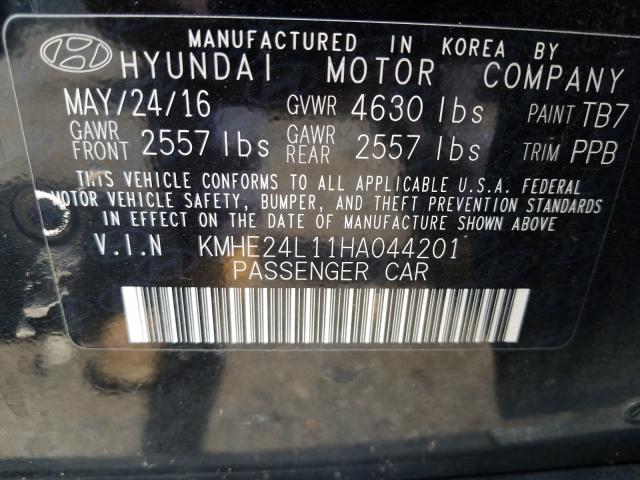 MANUFACTURED IN KOREA BY
HYUNDAI MOTOR COMPANY
MAY/24/16 GVWR 4630 lbs PAINT TB7
GAWR FRONT 2557 lbs GAWR REAR 2557 lbs TRIM PPB
THIS VEHICLE CONFORMS TO ALL APPLICABLE U.S.A. FEDERAL
MOTOR VEHICLE SAFETY, BUMPER, AND THEFT PREVENTION STANDARDS
IN EFFECT ON THE DATE OF MANUFACTURE SHOWN ABOVE
V.I.N KMHE24L11HA044201
PASSENGER CAR